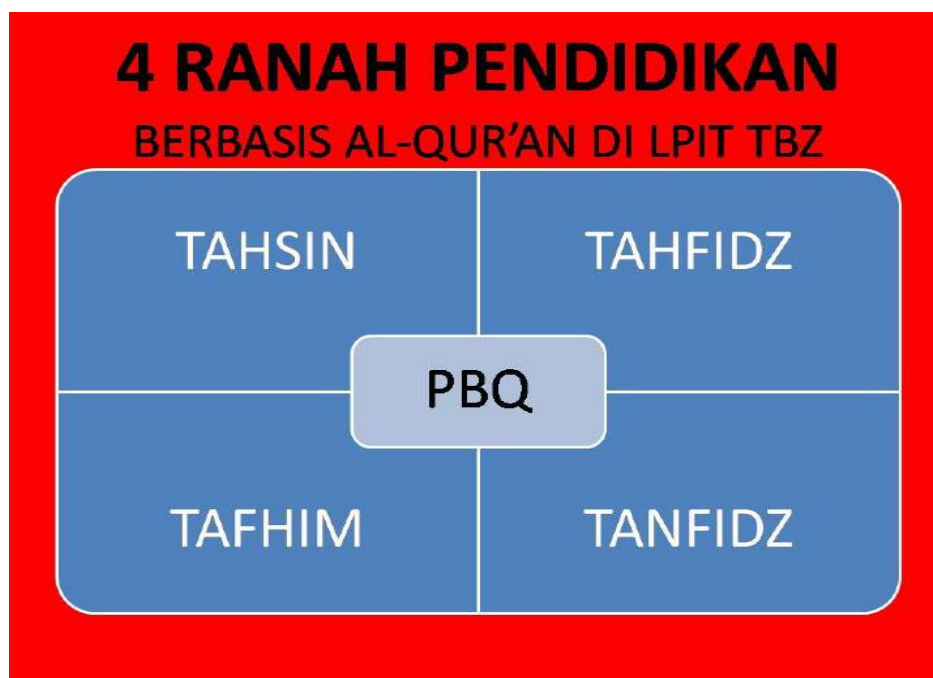 4 RANAH PENDIDIKAN
BERBASIS AL-QUR'AN DI LPIT TBZ
TAHSIN
TAHFIDZ
PBQ
TAFHIM
TANFIDZ